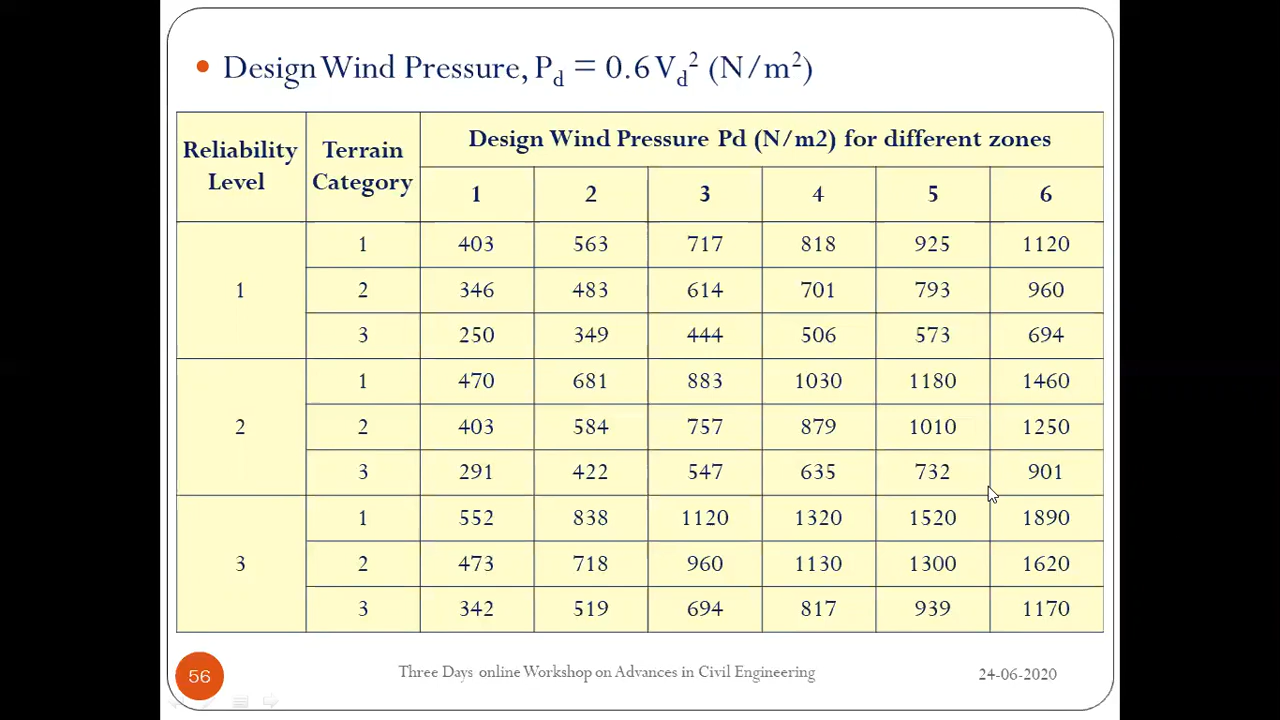 Design Wind Pressure, Pd = 0.6Vd² (N/m²)
Reliability Level Terrain Category Design Wind Pressure Pd (N/m2) for different zones
1 2 3 4 5 6
1 1 403 563 717 818 925 1120
2 346 483 614 701 793 960
3 250 349 444 506 573 694
2 1 470 681 883 1030 1180 1460
2 403 584 757 879 1010 1250
3 291 422 547 635 732 901
3 1 552 838 1120 1320 1520 1890
2 473 718 960 1130 1300 1620
3 342 519 694 817 939 1170
56 Three Days online Workshop on Advances in Civil Engineering 24-06-2020